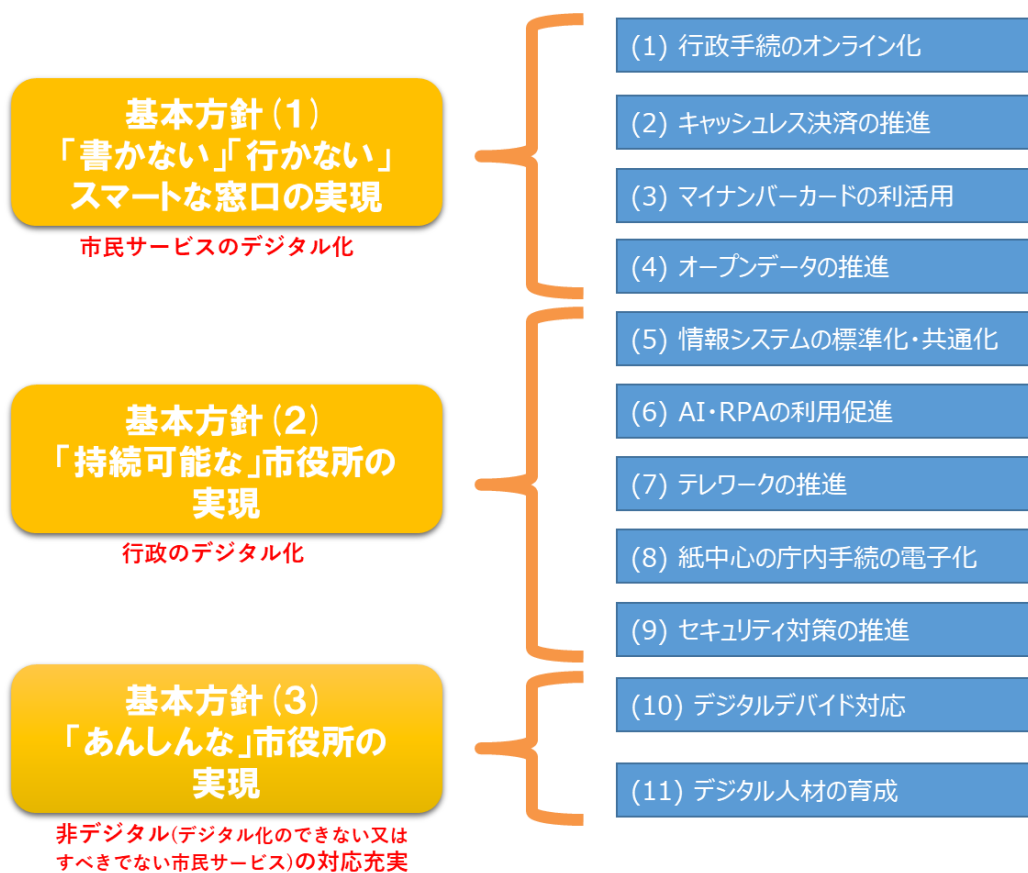 基本方針(1)
「書かない」「行かない」
スマートな窓口の実現
市民サービスのデジタル化
(1) 行政手続のオンライン化
(2) キャッシュレス決済の推進
(3) マイナンバーカードの利活用
(4) オープンデータの推進
基本方針(2)
「持続可能な」市役所の
実現
行政のデジタル化
(5) 情報システムの標準化・共通化
(6) AI・RPAの利用促進
(7) テレワークの推進
(8) 紙中心の庁内手続の電子化
(9) セキュリティ対策の推進
基本方針(3)
「あんしんな」市役所の
実現
非デジタル(デジタル化のできない又は
すべきでない市民サービス)の対応充実
(10) デジタルデバイド対応
(11) デジタル人材の育成